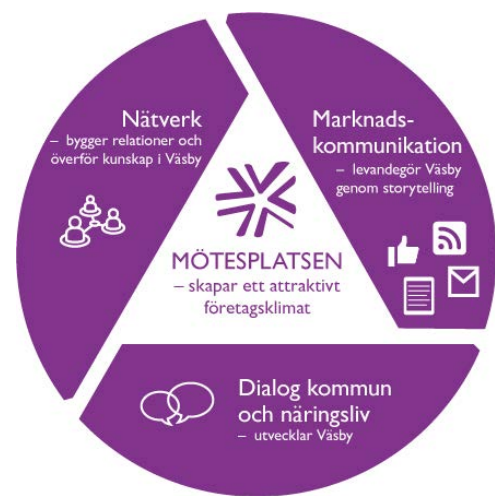 Nätverk
– bygger relationer och
överför kunskap i Väsby
Marknads-
kommunikation
– levandegör Väsby
genom storytelling
MÖTESPLATSEN
– skapar ett attraktivt
företagsklimat
Dialog kommun
och näringsliv
– utvecklar Väsby